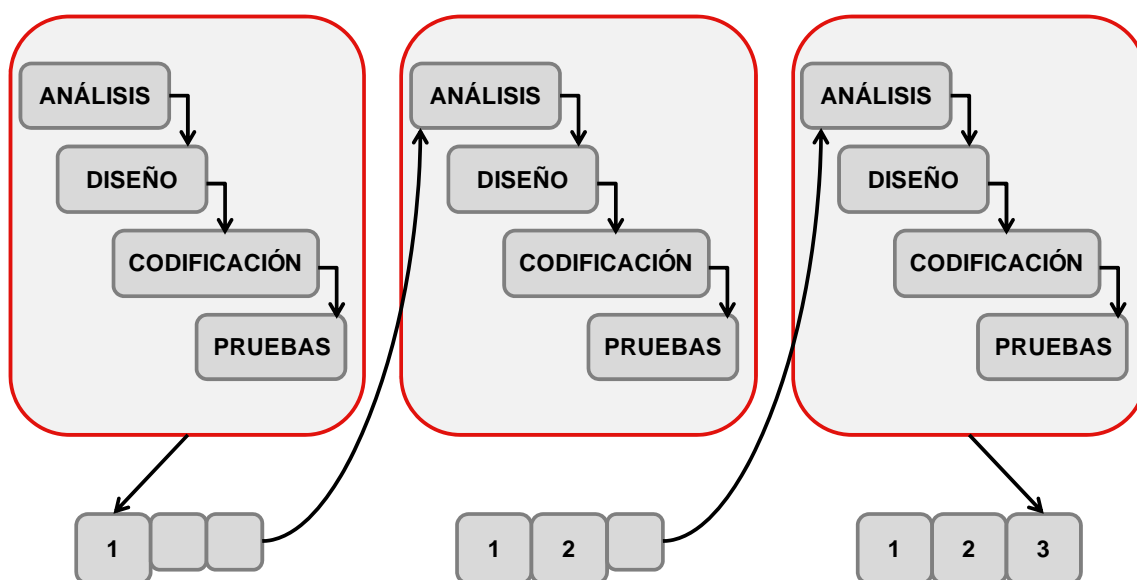 ANÁLISIS
DISEÑO
CODIFICACIÓN
PRUEBAS
ANÁLISIS
DISEÑO
CODIFICACIÓN
PRUEBAS
ANÁLISIS
DISEÑO
CODIFICACIÓN
PRUEBAS
1
1 2
1 2 3